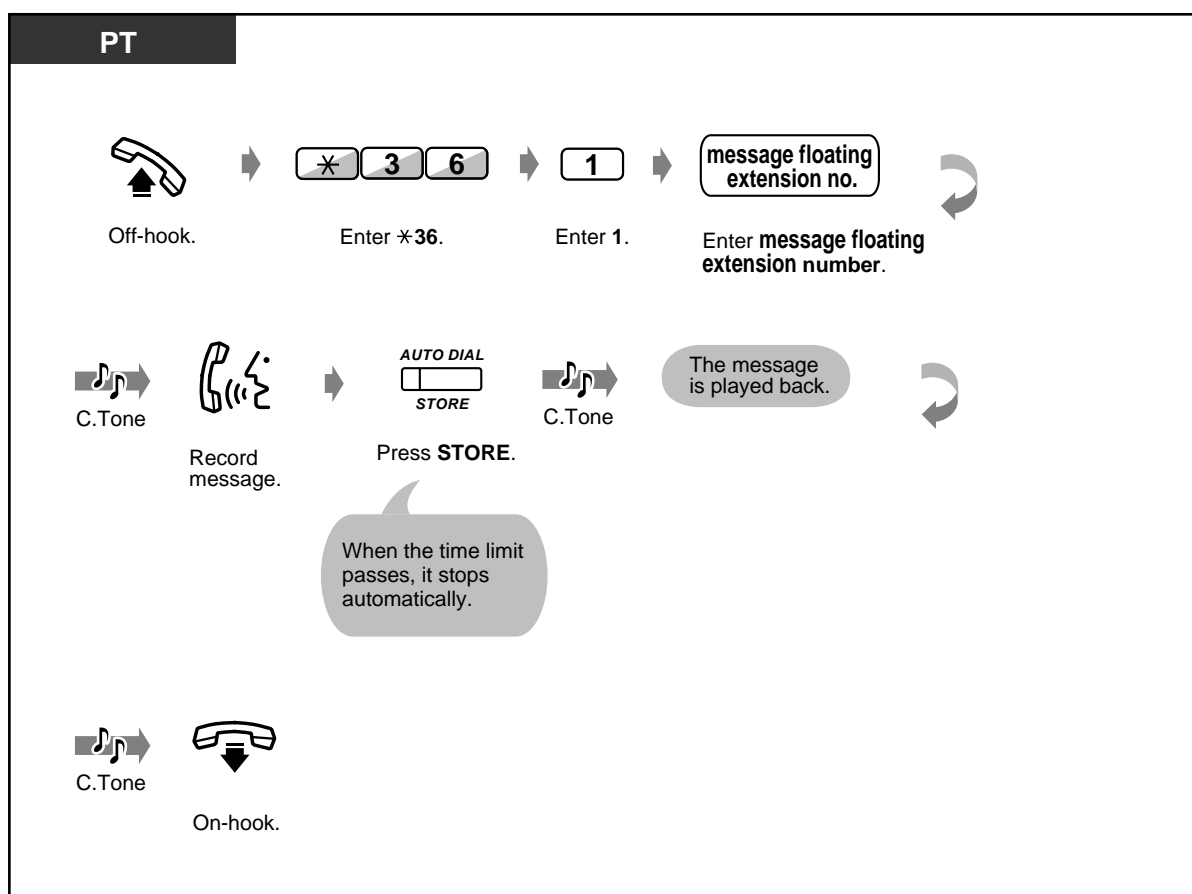 PT
✳ 3 6
1
message floating
extension no.
Off-hook.
Enter ✳36.
Enter 1.
Enter message floating
extension number.
C.Tone
Record
message.
AUTO DIAL
STORE
Press STORE.
C.Tone
The message
is played back.
When the time limit
passes, it stops
automatically.
C.Tone
On-hook.